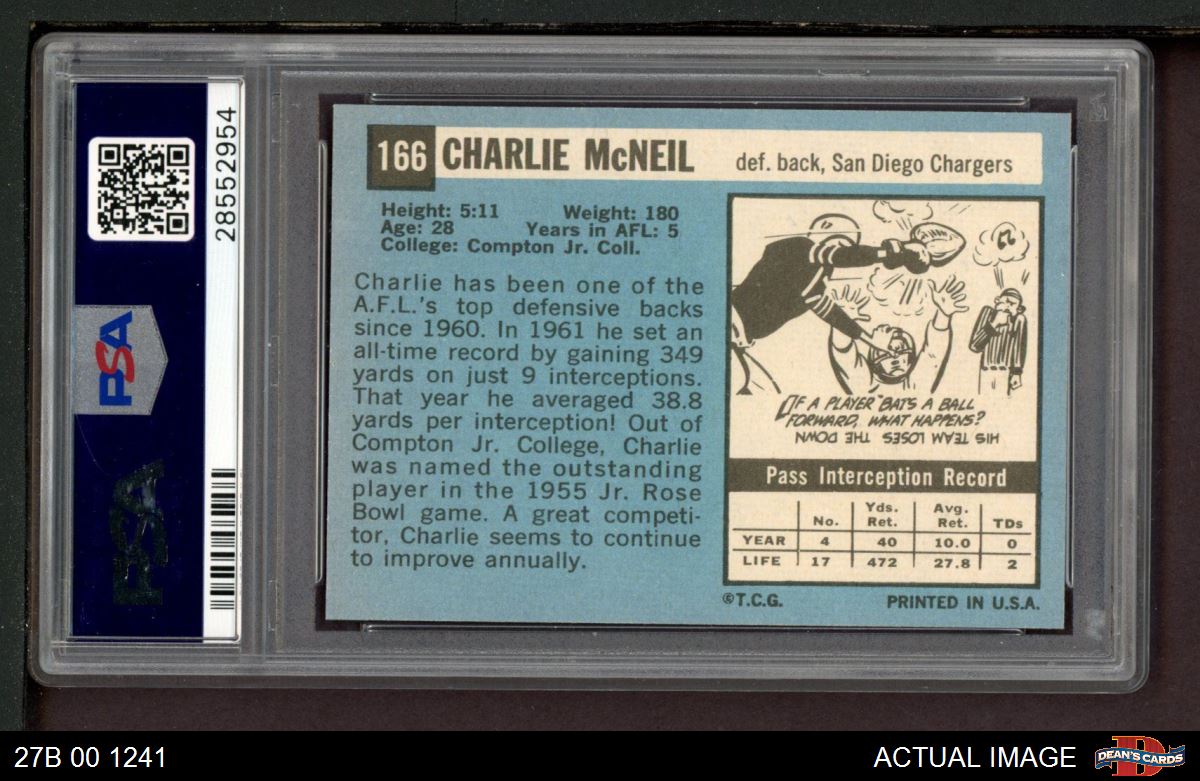 28552954
PSA
PSA
166 CHARLIE McNEIL def. back, San Diego Chargers
Height: 5:11 Weight: 180
Age: 28 Years in AFL: 5
College: Compton Jr. Coll.
Charlie has been one of the
A.F.L.'s top defensive backs
since 1960. In 1961 he set an
all-time record by gaining 349
yards on just 9 interceptions.
That year he averaged 38.8
yards per interception! Out of
Compton Jr. College, Charlie
was named the outstanding
player in the 1955 Jr. Rose
Bowl game. A great competi-
tor, Charlie seems to continue
to improve annually.
IF A PLAYER BATS A BALL
FORWARD, WHAT HAPPENS?
HIS TEAM LOSES THE DOWN
Pass Interception Record
No. Yds. Ret. Avg. Ret. TDs
YEAR 4 40 10.0 0
LIFE 17 472 27.8 2
©T.C.G. PRINTED IN U.S.A.
27B 00 1241
ACTUAL IMAGE
DEAN'S CARDS